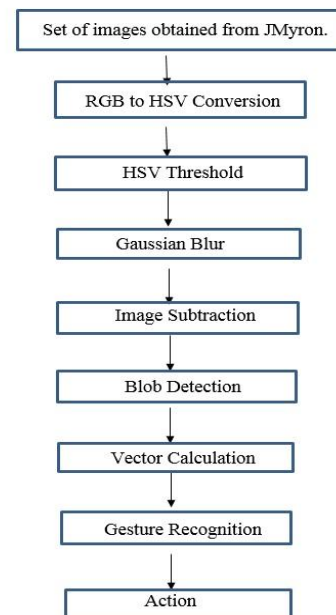 Set of images obtained from JMyron.
RGB to HSV Conversion
HSV Threshold
Gaussian Blur
Image Subtraction
Blob Detection
Vector Calculation
Gesture Recognition
Action